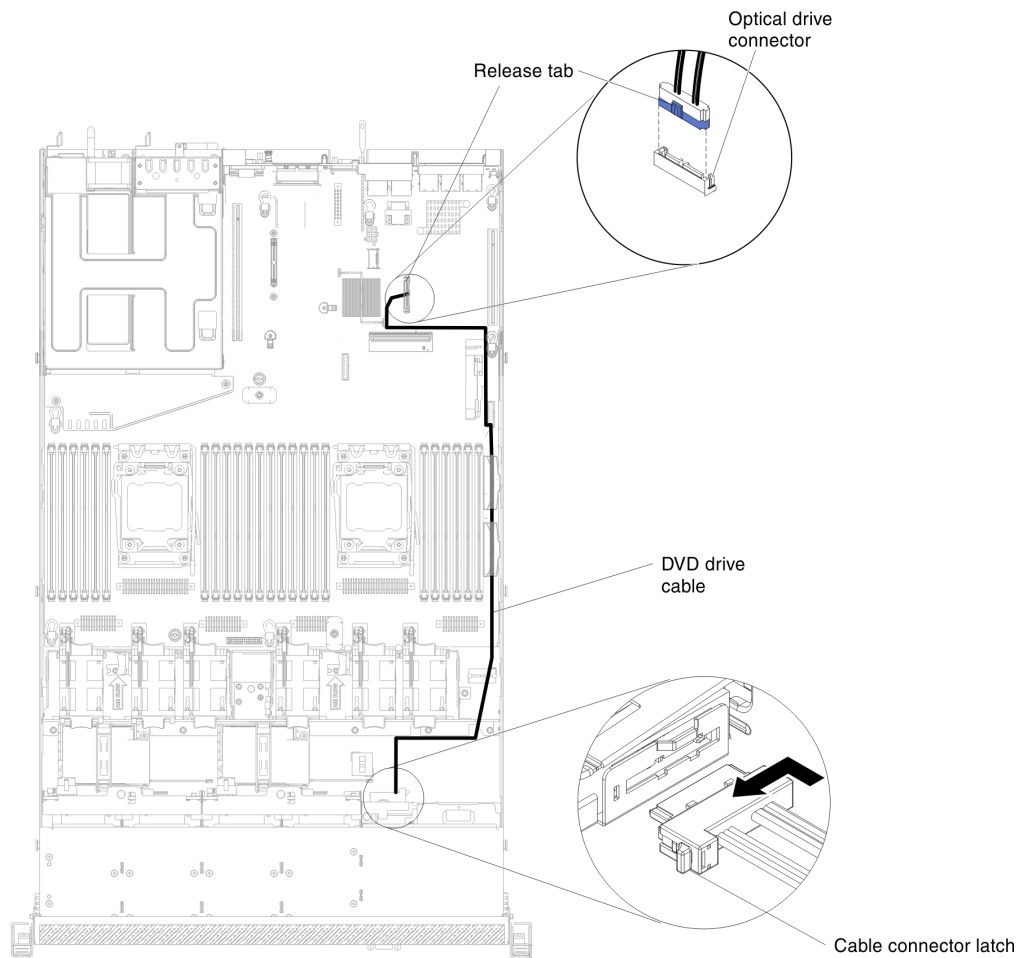 Optical drive
connector
Release tab
DVD drive
cable
Cable connector latch